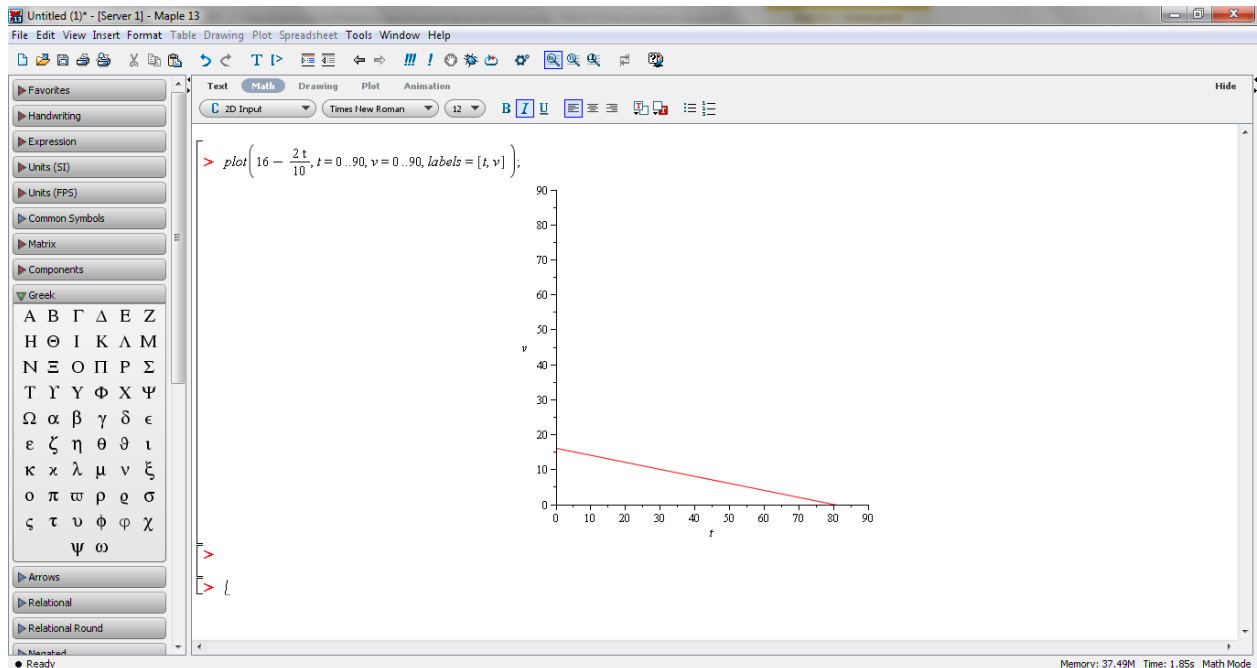 Untitled (1)* - [Server 1] - Maple 13
File Edit View Insert Format Table Drawing Plot Spreadsheet Tools Window Help
Text Math Drawing Plot Animation Hide
C 2D Input Times New Roman 12 B I U
Favorites
Handwriting
Expression
Units (SI)
Units (FPS)
Common Symbols
Matrix
Components
Greek
Α Β Γ Δ Ε Ζ
Η Θ Ι Κ Λ Μ
Ν Ξ Ο Π Ρ Σ
Τ ϒ Υ Φ Χ Ψ
Ω α β γ δ ϵ
ε ζ η θ ϑ ι
κ ϰ λ μ ν ξ
ο π ϖ ρ ϱ σ
ς τ υ ϕ φ χ
ψ ω
Arrows
Relational
Relational Round
Negated
> plot(16 − 2 t/10, t = 0 ..90, v = 0 ..90, labels = [t, v] );
90
80
70
60
50
v
40
30
20
10
0
0 10 20 30 40 50 60 70 80 90
t
>
>
Ready
Memory: 37.49M Time: 1.85s Math Mode